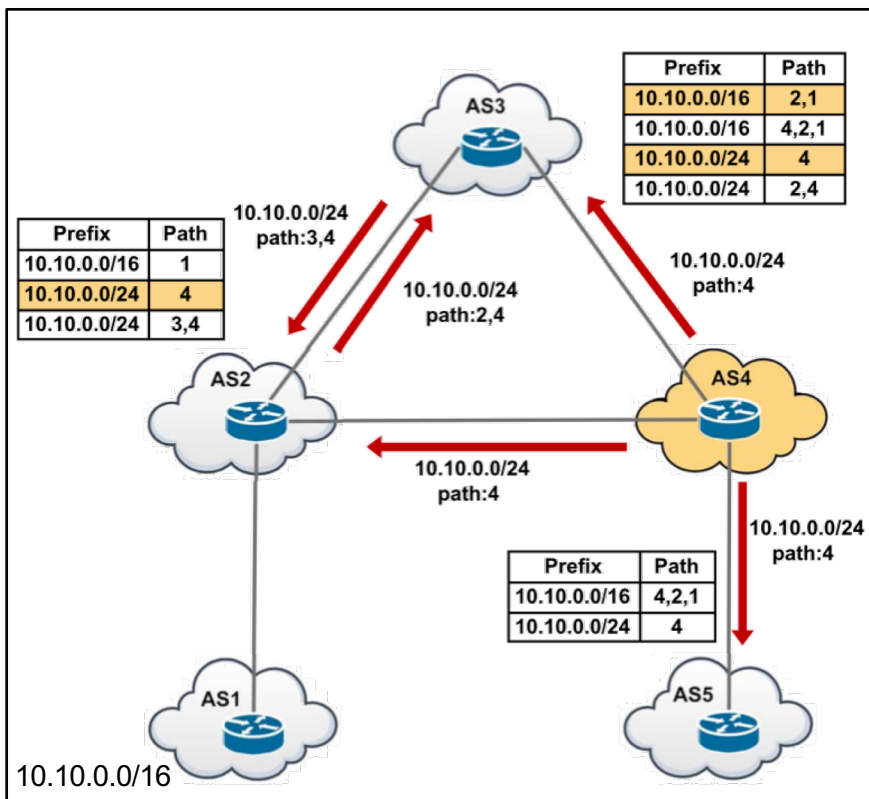 AS3
Prefix Path
10.10.0.0/16 2,1
10.10.0.0/16 4,2,1
10.10.0.0/24 4
10.10.0.0/24 2,4
10.10.0.0/24
path:3,4
Prefix Path
10.10.0.0/16 1
10.10.0.0/24 4
10.10.0.0/24 3,4
10.10.0.0/24
path:2,4
10.10.0.0/24
path:4
AS2
AS4
10.10.0.0/24
path:4
10.10.0.0/24
path:4
Prefix Path
10.10.0.0/16 4,2,1
10.10.0.0/24 4
AS1
AS5
10.10.0.0/16